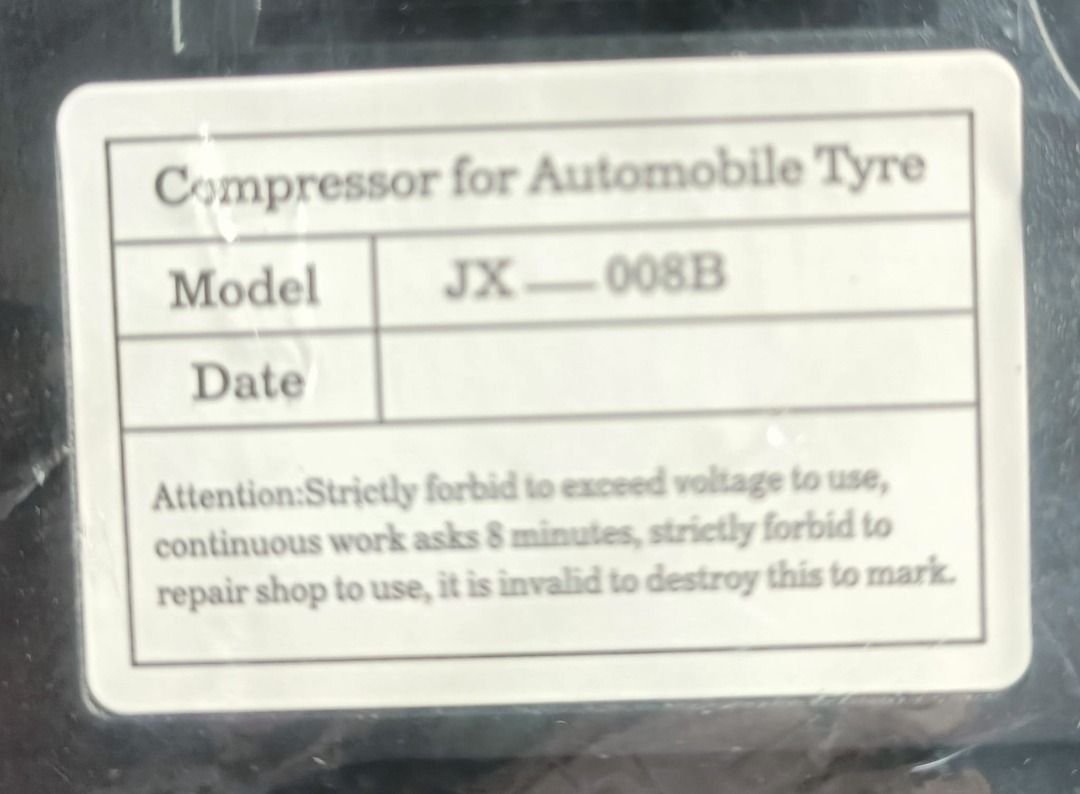 Compressor for Automobile Tyre
Model JX—008B
Date
Attention:Strictly forbid to exceed voltage to use,
continuous work asks 8 minutes, strictly forbid to
repair shop to use, it is invalid to destroy this to mark.